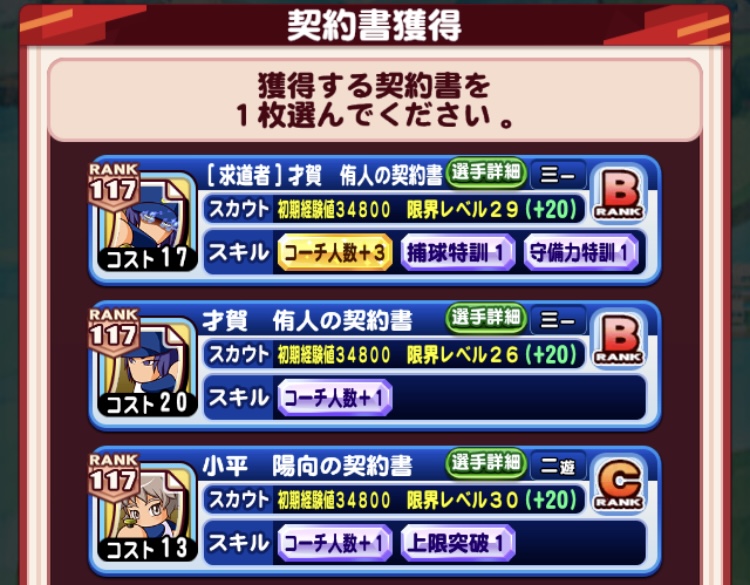 契約書獲得
獲得する契約書を
1枚選んでください。
RANK
117
コスト17
[求道者]才賀 侑人の契約書
選手詳細
三一
B
RANK
スカウト 初期経験値34800 限界レベル29(+20)
スキル コーチ人数+3 捕球特訓1 守備力特訓1
RANK
117
コスト20
才賀 侑人の契約書
選手詳細
三一
B
RANK
スカウト 初期経験値34800 限界レベル26(+20)
スキル コーチ人数+1
RANK
117
コスト13
小平 陽向の契約書
選手詳細
二遊
C
RANK
スカウト 初期経験値34800 限界レベル30(+20)
スキル コーチ人数+1 上限突破1